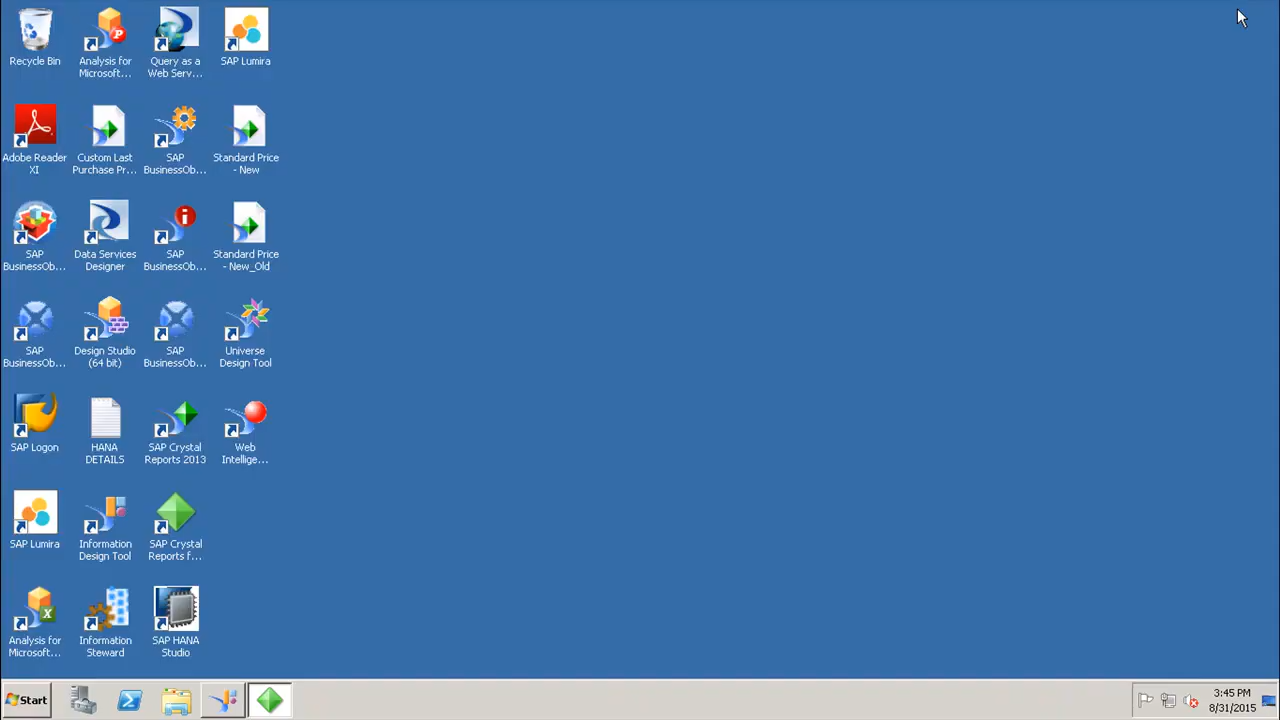 Recycle Bin
Analysis for
Microsoft...
Query as a
Web Serv...
SAP Lumira
Adobe Reader
XI
Custom Last
Purchase Pr...
SAP
BusinessOb...
Standard Price
- New
SAP
BusinessOb...
Data Services
Designer
SAP
BusinessOb...
Standard Price
- New_Old
SAP
BusinessOb...
Design Studio
(64 bit)
SAP
BusinessOb...
Universe
Design Tool
SAP Logon
HANA
DETAILS
SAP Crystal
Reports 2013
Web
Intellige...
SAP Lumira
Information
Design Tool
SAP Crystal
Reports f...
Analysis for
Microsoft...
Information
Steward
SAP HANA
Studio
Start
3:45 PM
8/31/2015